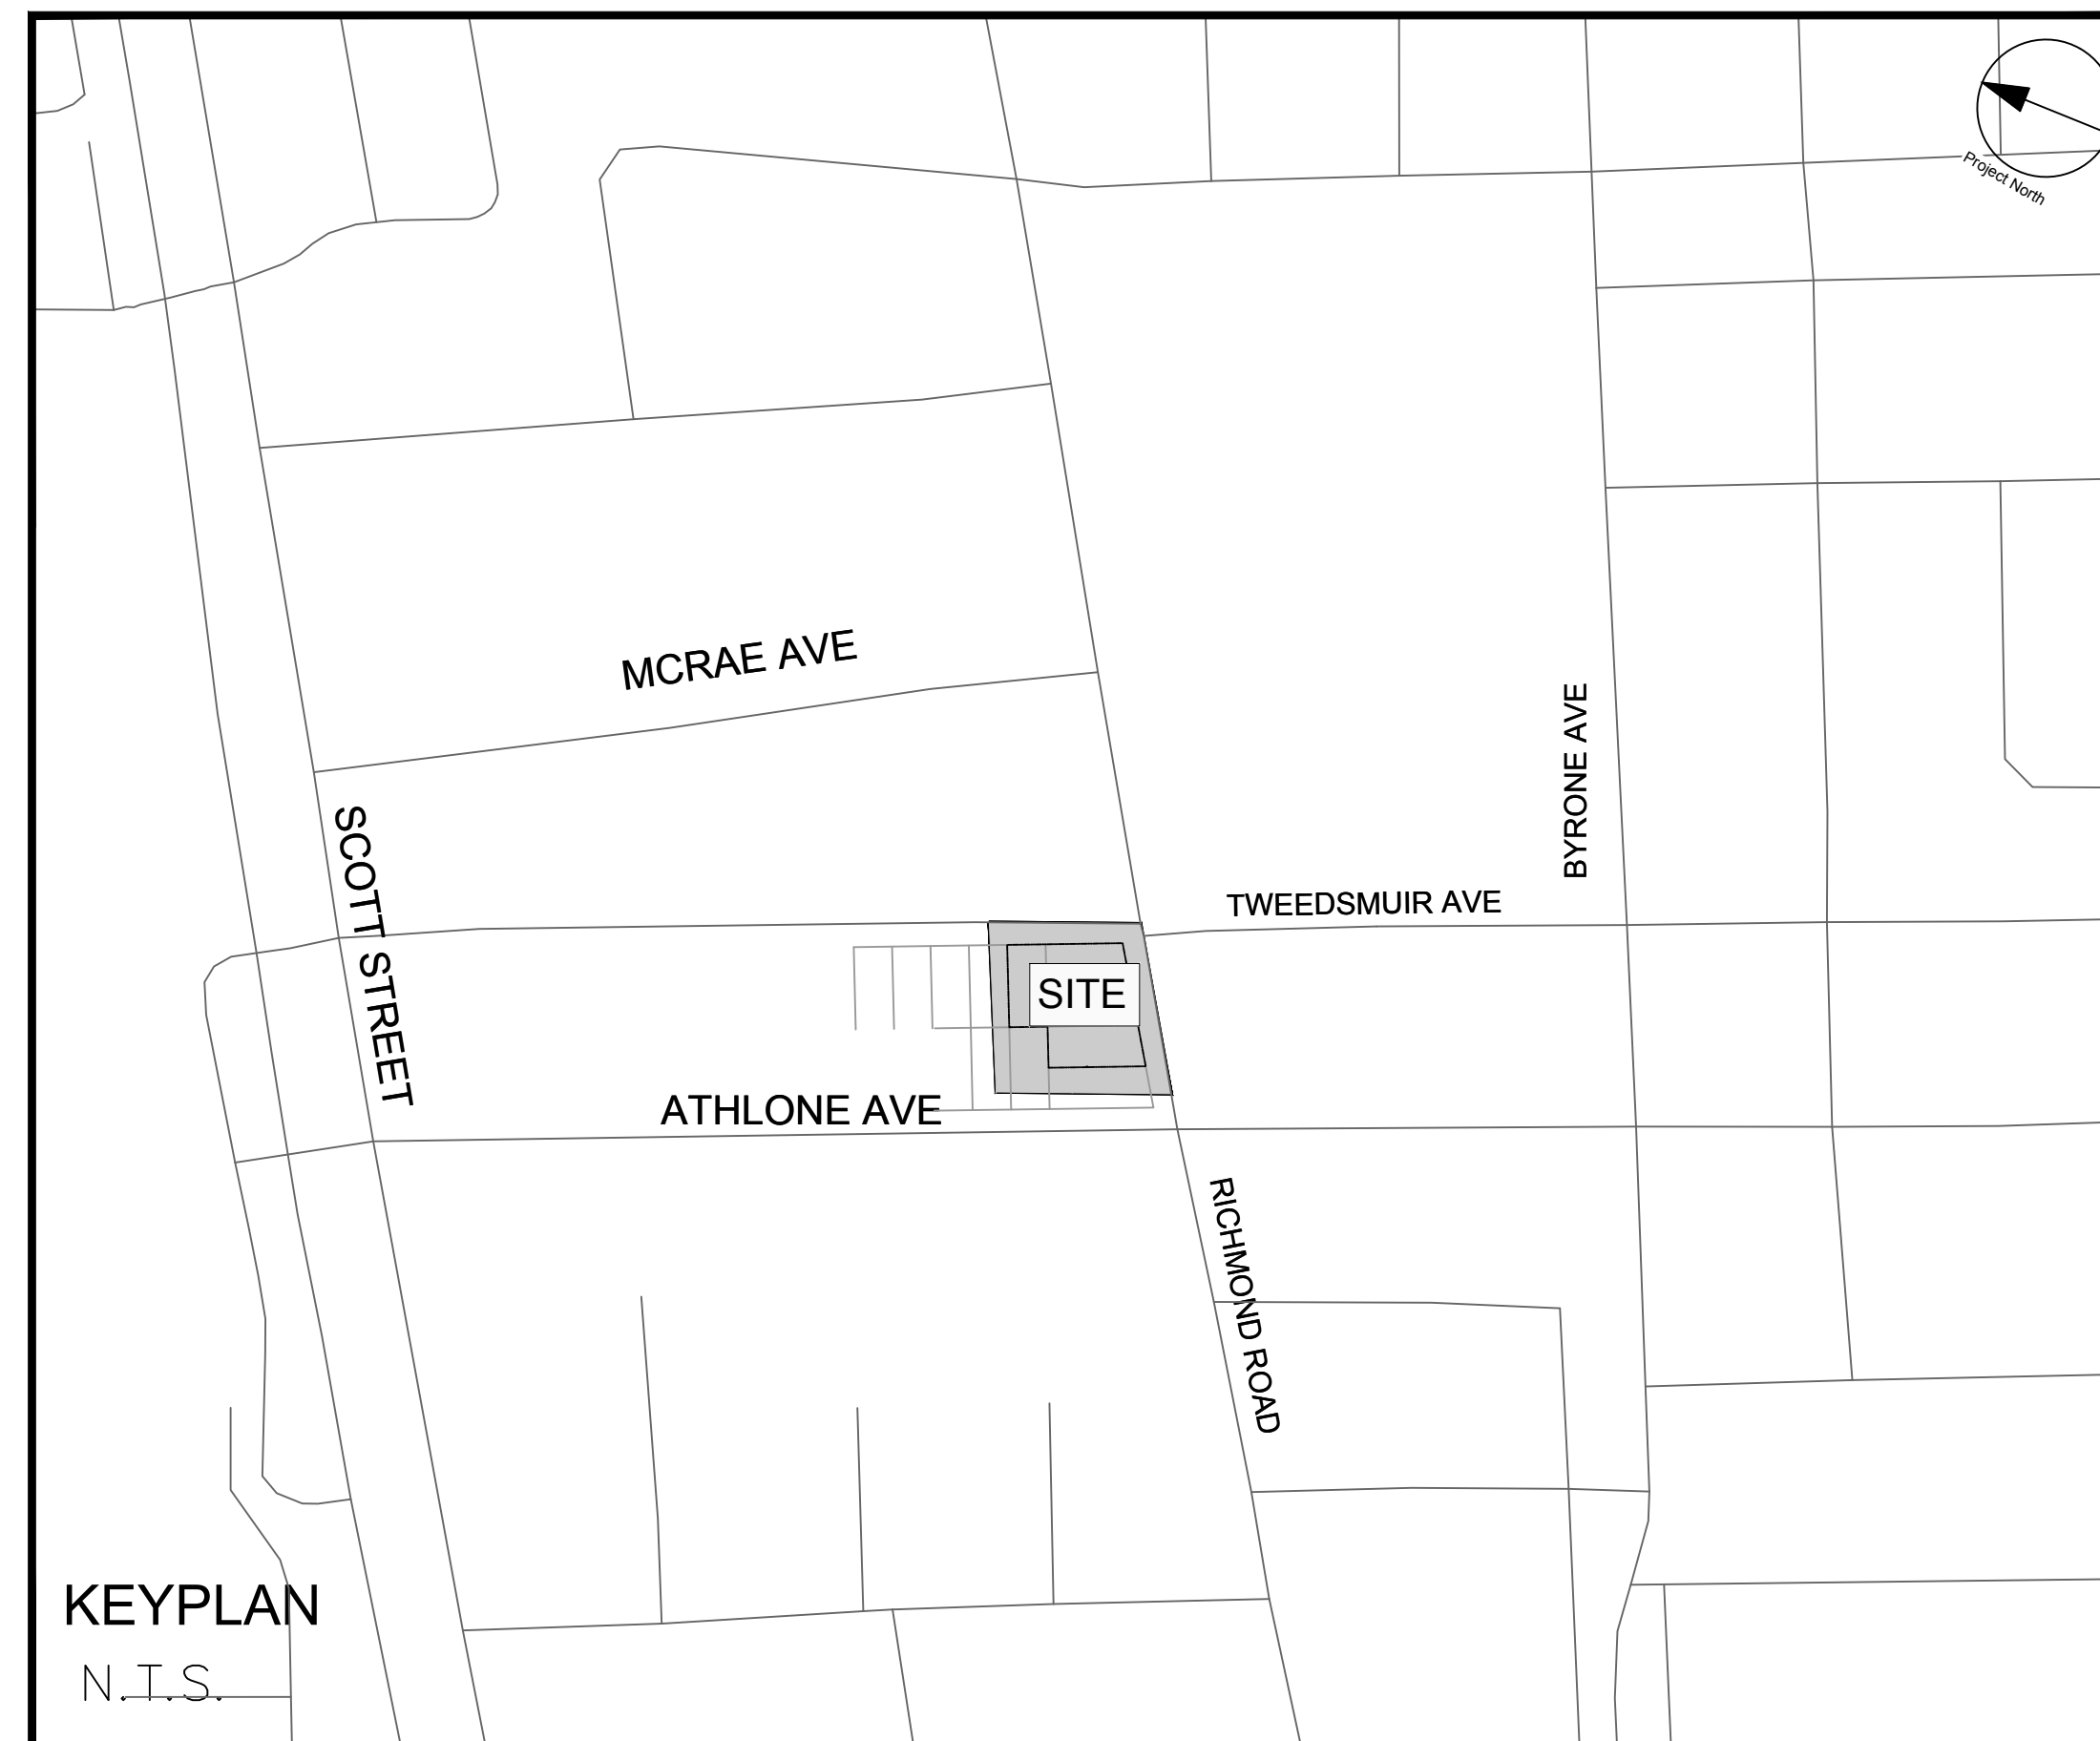 Project North
MCRAE AVE
BYRONE AVE
SCOTT STREET
TWEEDSMUIR AVE
SITE
ATHLONE AVE
RICHMOND ROAD
KEYPLAN
N.T.S.